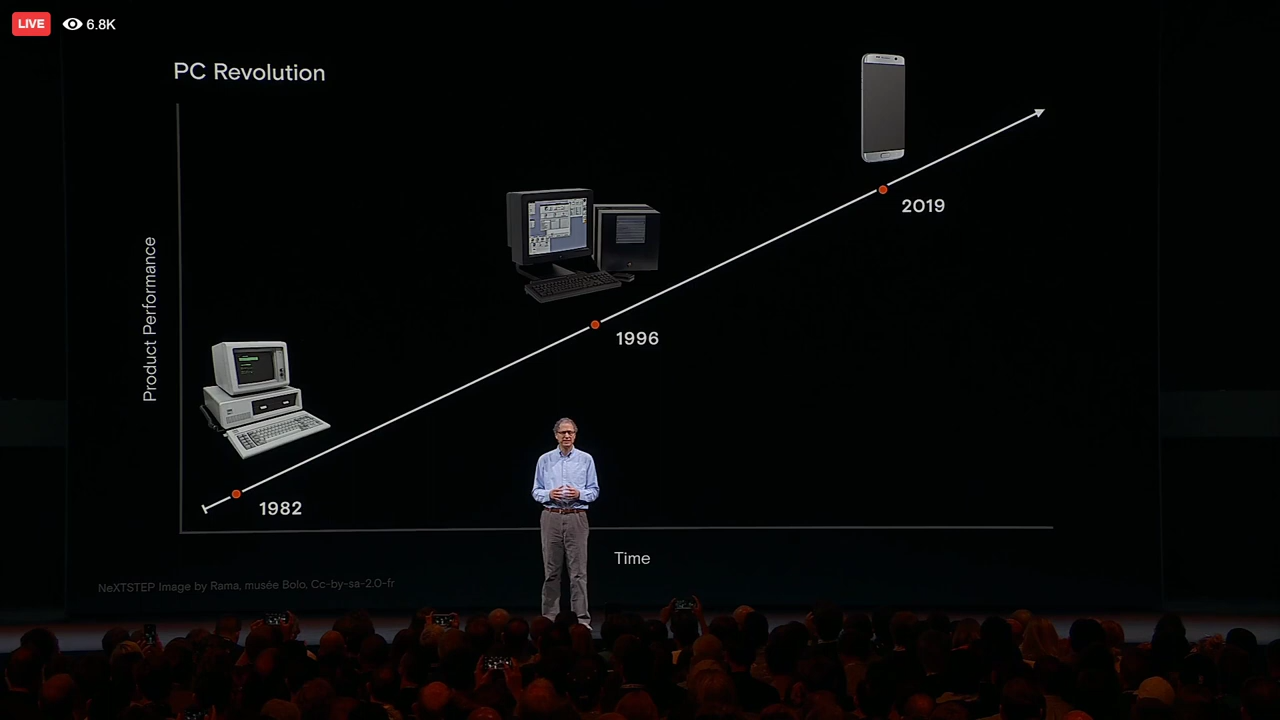 LIVE 6.8K
PC Revolution
2019
Product Performance
1996
1982
Time
NeXTSTEP Image by Rama, musée Bolo, Cc-by-sa-2.0-fr